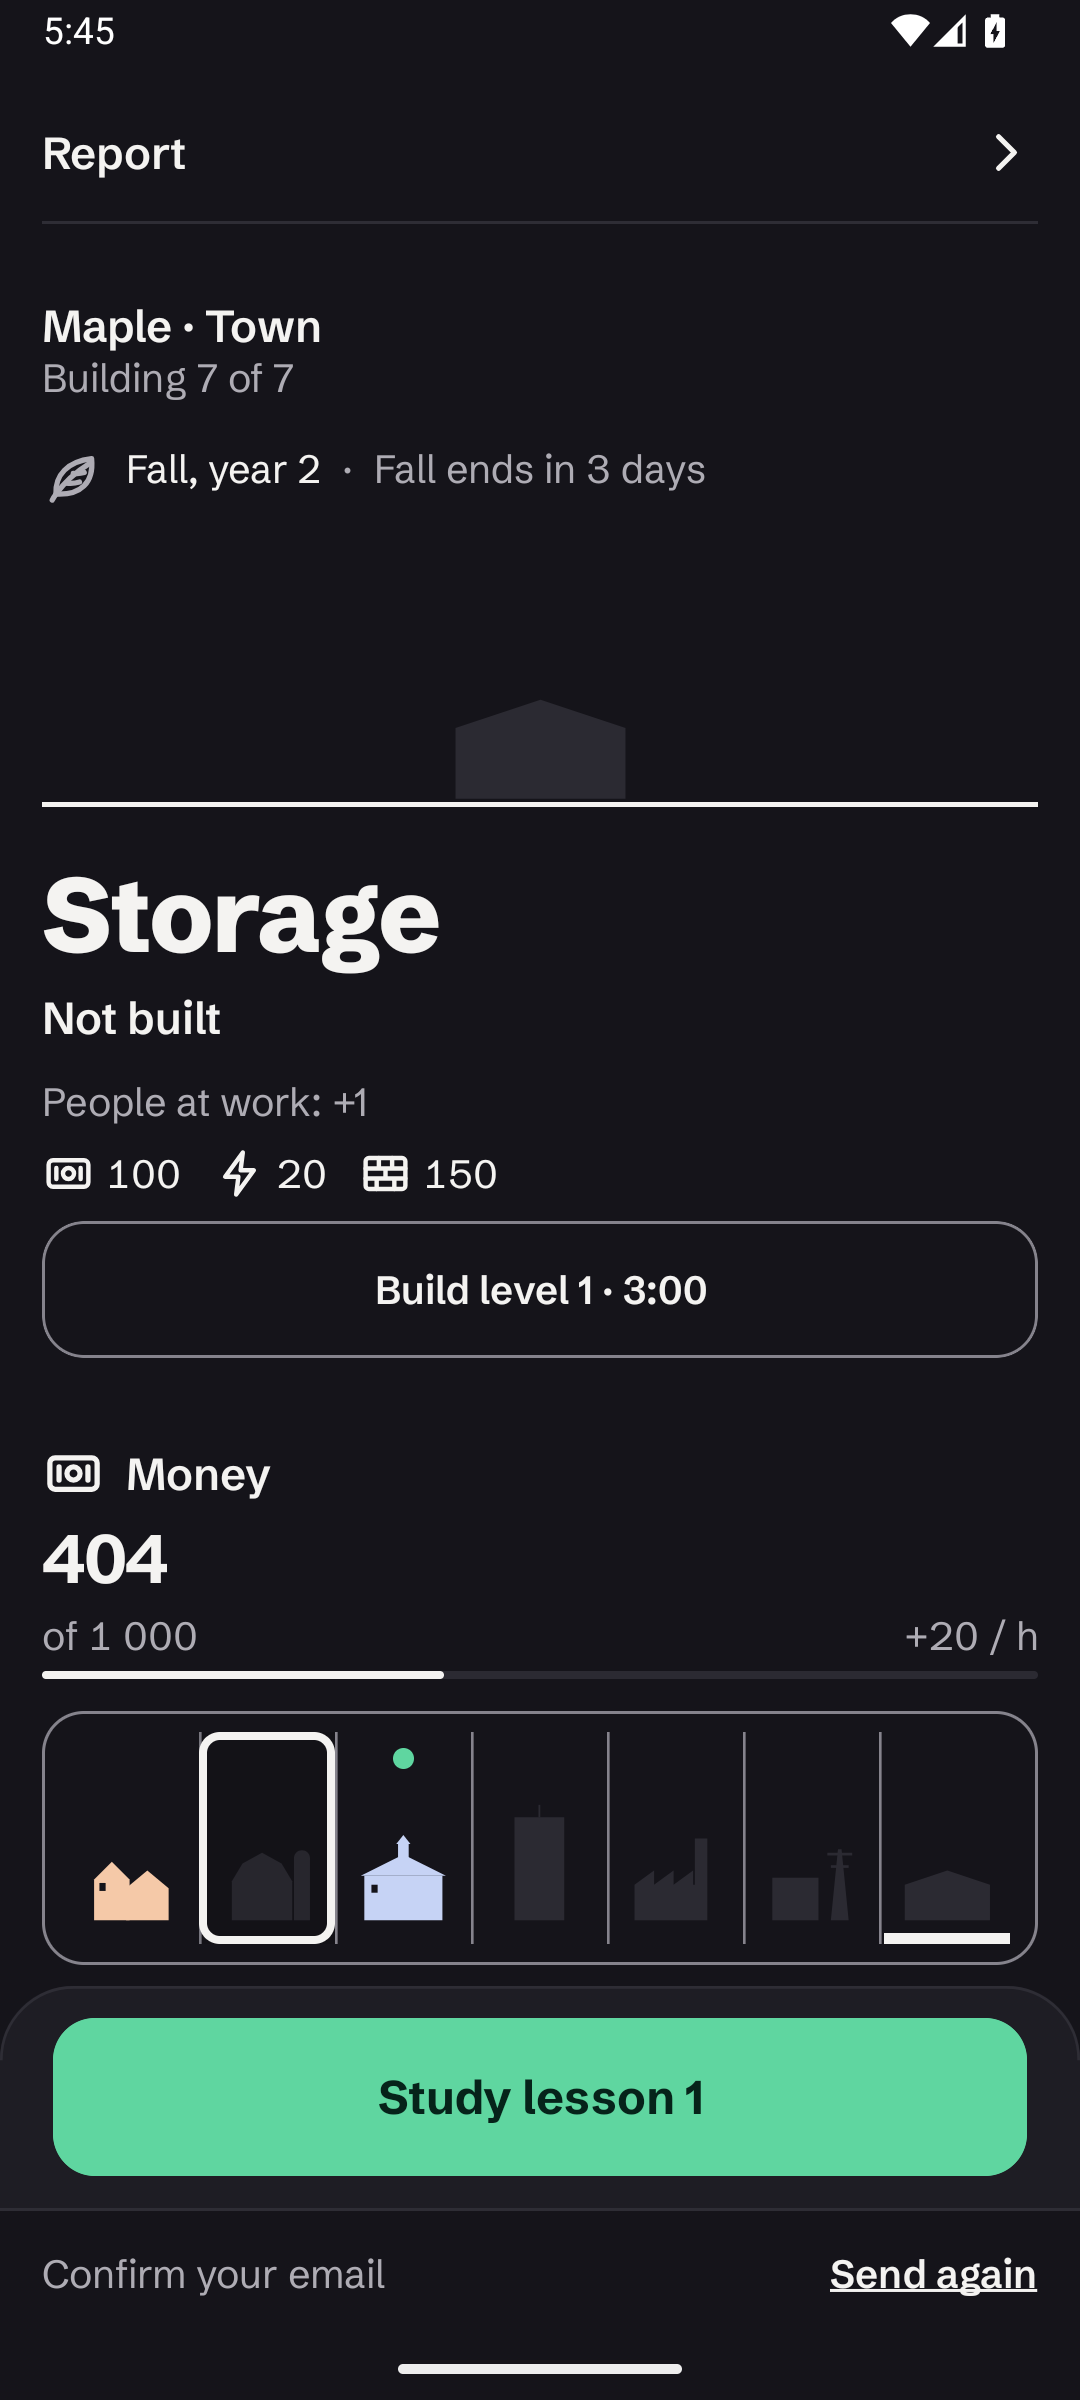 5:45
Report
Maple · Town
Building 7 of 7
Fall, year 2 · Fall ends in 3 days
Storage
Not built
People at work: +1
100 20 150
Build level 1 · 3:00
Money
404
of 1 000 +20 / h
Study lesson 1
Confirm your email Send again